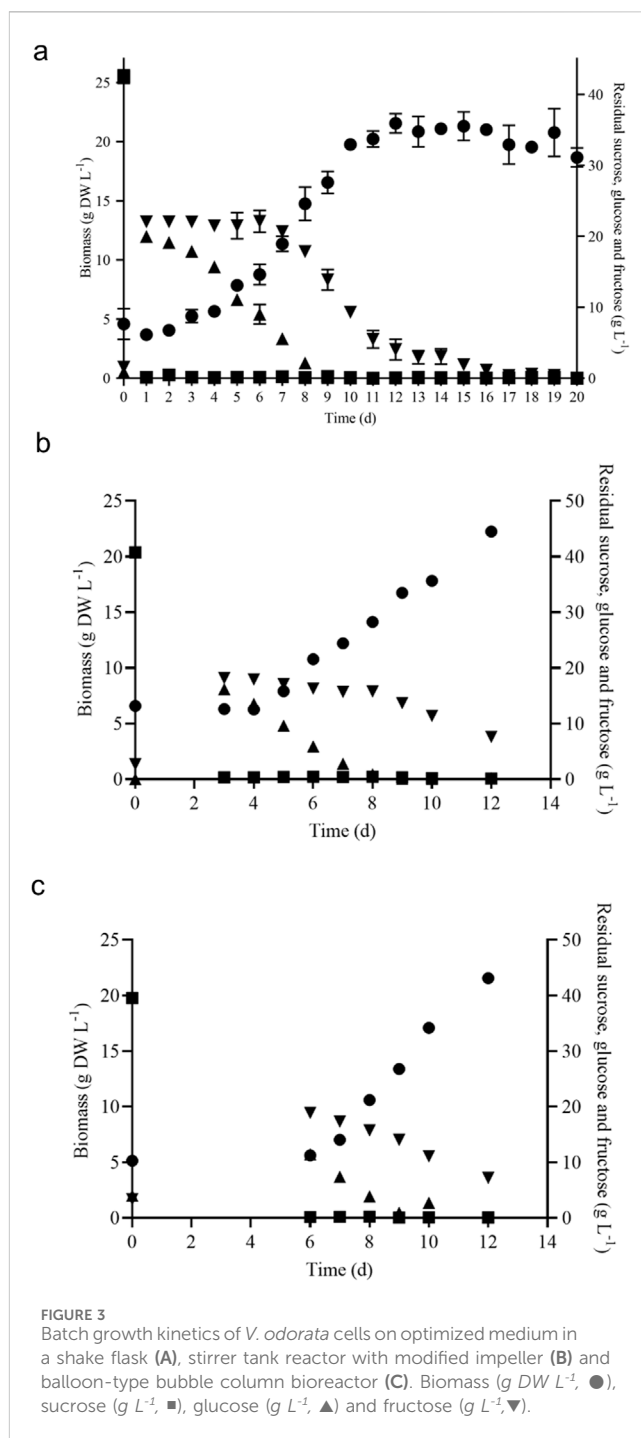 a
Biomass (g DW L⁻¹)
25
20
15
10
5
0
Residual sucrose, glucose and fructose (g L⁻¹)
40
30
20
10
0
0 1 2 3 4 5 6 7 8 9 10 11 12 13 14 15 16 17 18 19 20
Time (d)
b
Biomass (g DW L⁻¹)
25
20
15
10
5
0
Residual sucrose, glucose and fructose (g L⁻¹)
50
40
30
20
10
0
0 2 4 6 8 10 12 14
Time (d)
c
Biomass (g DW L⁻¹)
25
20
15
10
5
0
Residual sucrose, glucose and fructose (g L⁻¹)
50
40
30
20
10
0
0 2 4 6 8 10 12 14
Time (d)
FIGURE 3
Batch growth kinetics of V. odorata cells on optimized medium in
a shake flask (A), stirrer tank reactor with modified impeller (B) and
balloon-type bubble column bioreactor (C). Biomass (g DW L⁻¹, ●),
sucrose (g L⁻¹, ■), glucose (g L⁻¹, ▲) and fructose (g L⁻¹,▼).